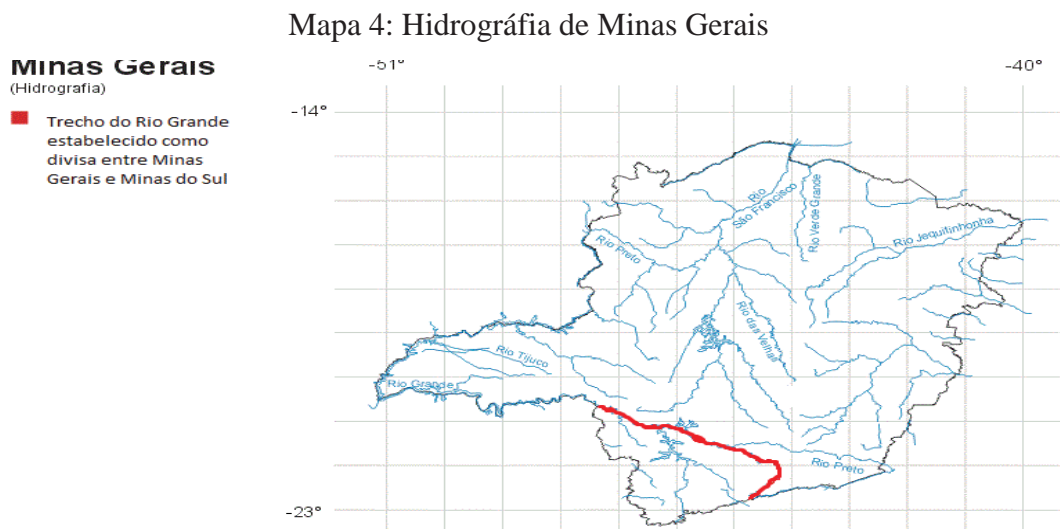 Mapa 4: Hidrográfia de Minas Gerais
Minas Gerais
(Hidrografia)
Trecho do Rio Grande
estabelecido como
divisa entre Minas
Gerais e Minas do Sul
-51°
-40°
-14°
-23°
Rio
São Francisco
Rio Verde Grande
Rio Jequitinhonha
Rio Preto
Rio das Velhas
Rio Tijuco
Rio Grande
Rio Preto